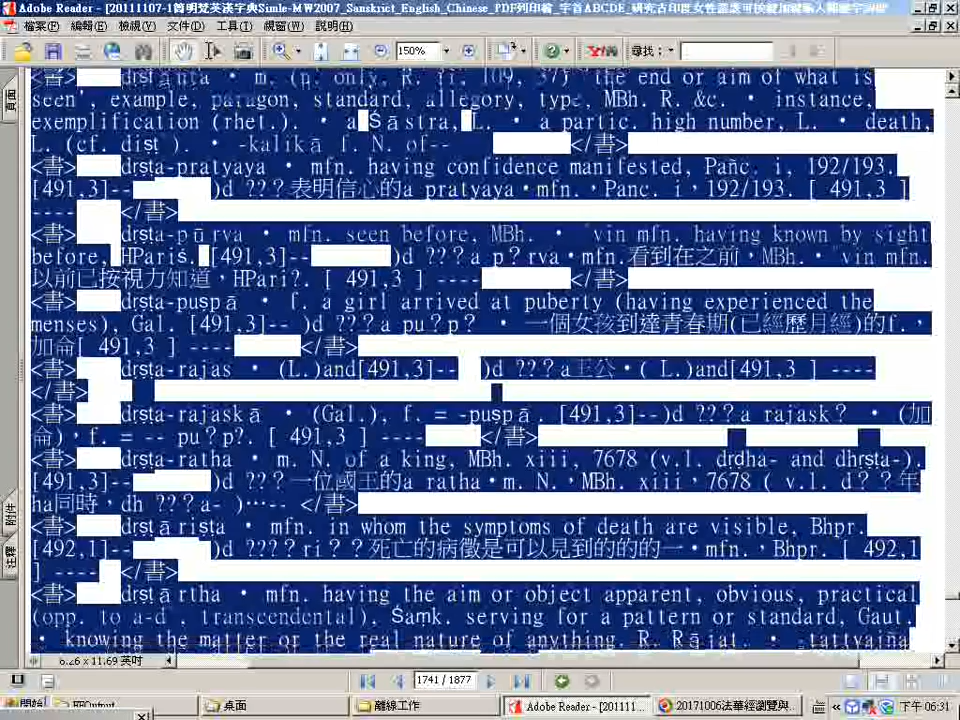 Adobe Reader - [20111107-1簡明梵英漢字典Simle-MW2007_Sanskrit_English_Chinese_PDF列印稿_字首ABCDE_研究古印度女性
檔案(F) 編輯(E) 檢視(V) 文件(D) 工具(T) 視窗(W) 說明(H)
150% 尋找:
頁面
<書> dṛṣṭānta • m. (n. only, R. ii, 109, 37) 'the end or aim of what is
seen', example, paragon, standard, allegory, type, MBh. R. &c. • instance,
exemplification (rhet.). • a Śāstra, L. • a partic. high number, L. • death,
L. (cf. diṣṭ ). • -kalikā f. N. of-- </書>
<書> dṛṣṭa-pratyaya • mfn. having confidence manifested, Pañc. i, 192/193.
[491,3]-- )d ???表明信心的a pratyaya•mfn.,Panc. i,192/193. [ 491,3 ]
---- </書>
<書> dṛṣṭa-pūrva • mfn. seen before, MBh. • °vin mfn. having known by sight
before, HPariś. [491,3]-- )d ???a p?rva•mfn.看到在之前,MBh. •°vin mfn.
以前已按視力知道,HPari?. [ 491,3 ] ---- </書>
<書> dṛṣṭa-puṣpā • f. a girl arrived at puberty (having experienced the
menses), Gal. [491,3]-- )d ???a pu?p? • 一個女孩到達青春期(已經歷月經)的f.,
加侖[ 491,3 ] ---- </書>
<書> dṛṣṭa-rajas • (L.)and[491,3]-- )d ???a王公•( L.)and[491,3 ] ----
</書>
<書> dṛṣṭa-rajaskā • (Gal.), f. = -puṣpā. [491,3]--)d ???a rajask? • (加
侖),f. = -- pu?p?. [ 491,3 ] ---- </書>
<書> dṛṣṭa-ratha • m. N. of a king, MBh. xiii, 7678 (v.l. dṛḍha- and dhṛṣṭa-).
[491,3]-- )d ???一位國王的a ratha•m. N.,MBh. xiii,7678 ( v.l. d??年
ha同時,dh ???a- )…-- </書>
<書> dṛṣṭāriṣṭa • mfn. in whom the symptoms of death are visible, Bhpr.
[492,1]-- )d ????ri??死亡的病徵是可以見到的的的一•mfn.,Bhpr. [ 492,1
] ---- </書>
<書> dṛṣṭārtha • mfn. having the aim or object apparent, obvious, practical
(opp. to a-d°, transcendental), Śaṃk. serving for a pattern or standard, Gaut.
• knowing the matter or the real nature of anything, R. Rājat. • -tattvajña
附件
注釋
8.26 x 11.69 英吋
1741 / 1877
開始 桌面 離線工作 Adobe Reader - [201111... 20171006法華經瀏覽與... 下午 06:31